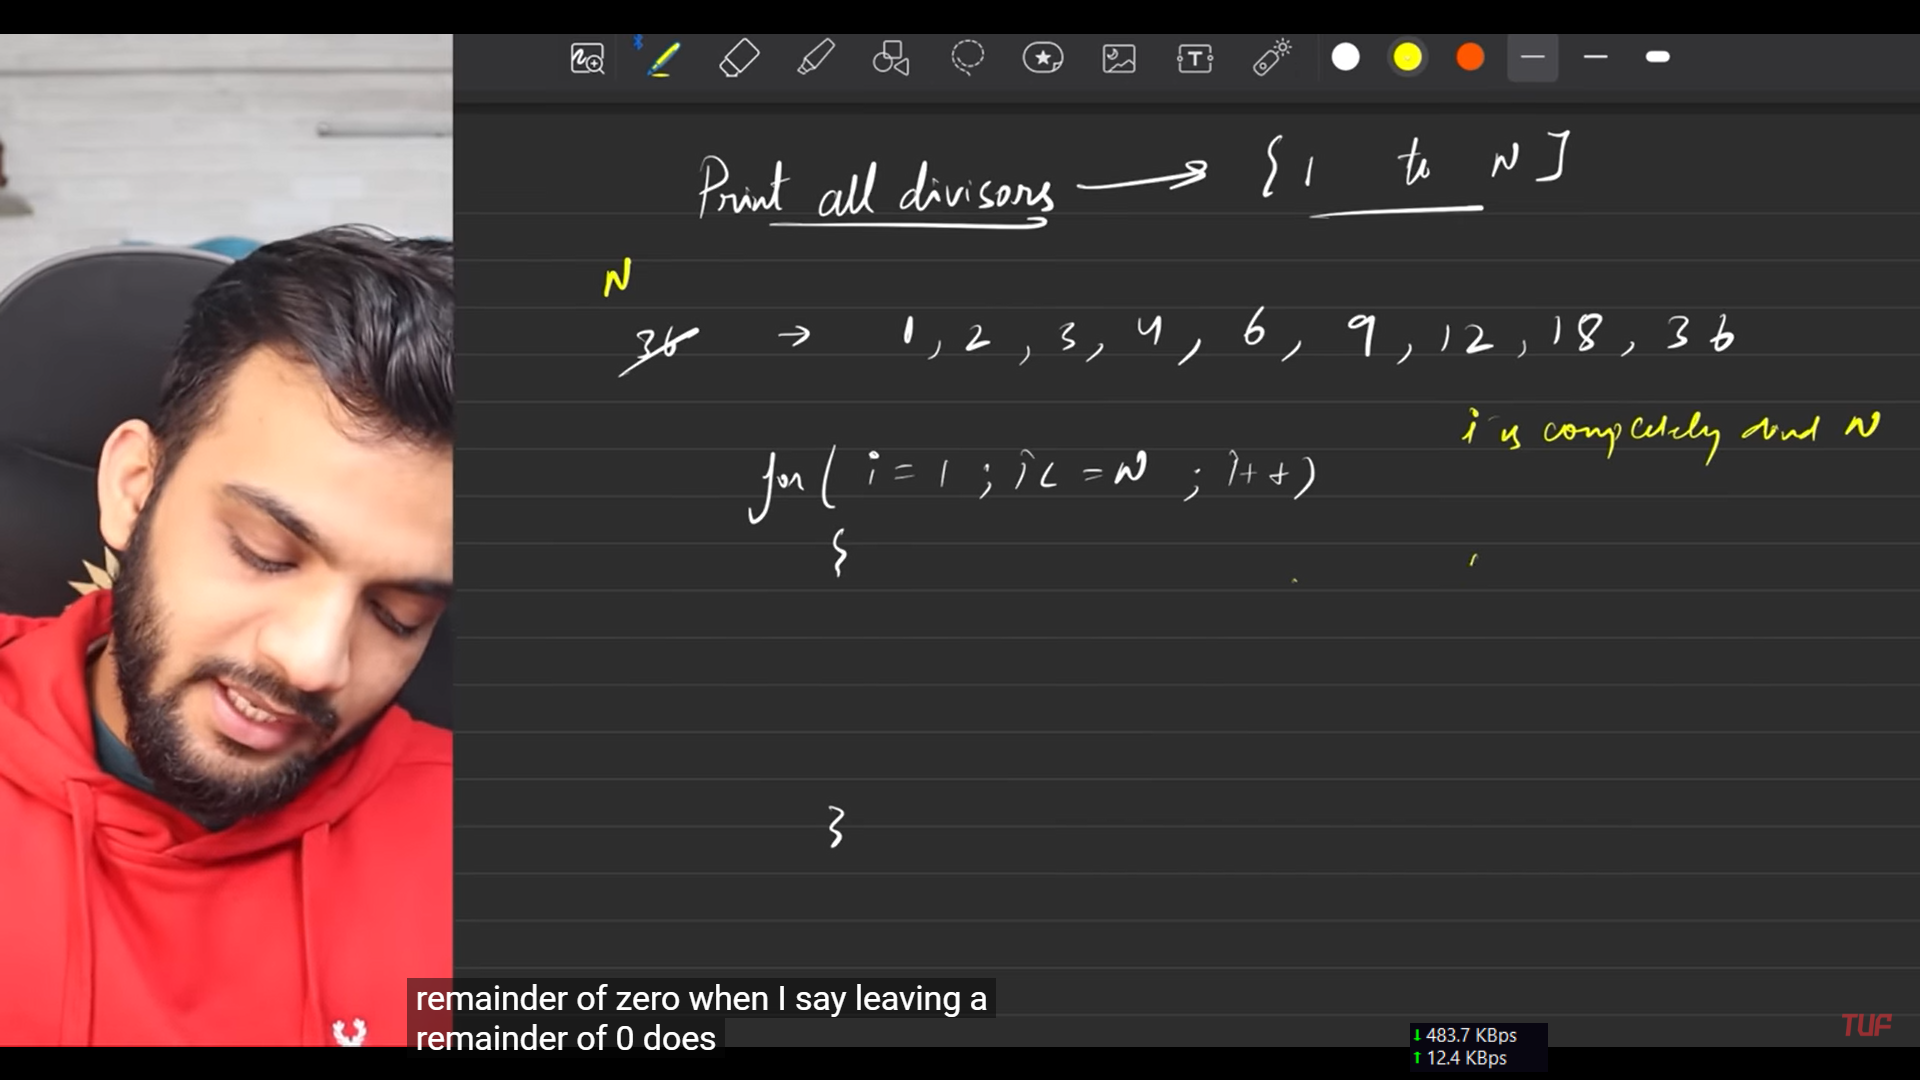 Print all divisors → {1 to N]
N
36 → 1, 2, 3, 4, 6, 9, 12, 18, 36
i is completely N
for( i = 1 ; i < = N ; i++)
{
}
remainder of zero when I say leaving a
remainder of 0 does
TUF
↓ 483.7 KBps
↑ 12.4 KBps